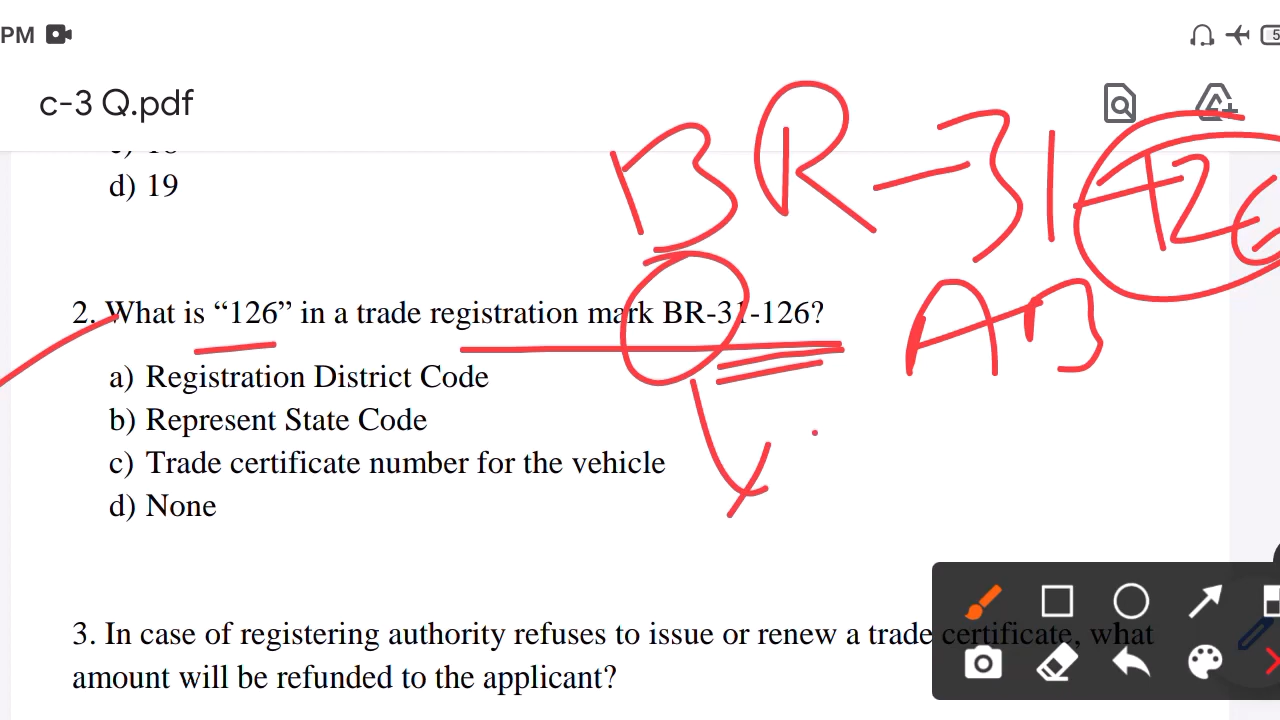 PM
c-3 Q.pdf
d) 19
BR-31-126
2. What is “126” in a trade registration mark BR-31-126?
AB
a) Registration District Code
b) Represent State Code
c) Trade certificate number for the vehicle
d) None
3. In case of registering authority refuses to issue or renew a trade certificate, what
amount will be refunded to the applicant?